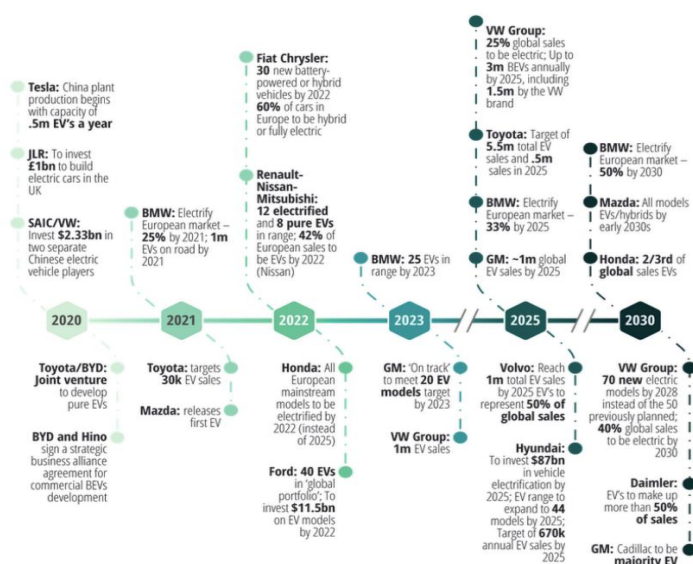 Tesla: China plant
production begins
with capacity of
.5m EV's a year
JLR: To invest
£1bn to build
electric cars in the
UK
SAIC/VW:
Invest $2.33bn in
two separate
Chinese electric
vehicle players
BMW: Electrify
European market –
25% by 2021; 1m
EVs on road by
2021
Fiat Chrysler:
30 new battery-
powered or hybrid
vehicles by 2022
60% of cars in
Europe to be hybrid
or fully electric
Renault-
Nissan-
Mitsubishi:
12 electrified
and 8 pure EVs
in range; 42% of
European sales to
be EVs by 2022
(Nissan)
BMW: 25 EVs in
range by 2023
VW Group:
25% global sales
to be electric; Up to
3m BEVs annually
by 2025, including
1.5m by the VW
brand
Toyota: Target of
5.5m total EV
sales and .5m
sales in 2025
BMW: Electrify
European market –
33% by 2025
GM: ~1m global
EV sales by 2025
BMW: Electrify
European market –
50% by 2030
Mazda: All models
EVs/hybrids by
early 2030s
Honda: 2/3rd of
global sales EVs
2020
2021
2022
2023
2025
2030
Toyota/BYD:
Joint venture
to develop
pure EVs
BYD and Hino
sign a strategic
business alliance
agreement for
commercial BEVs
development
Toyota: targets
30k EV sales
Mazda: releases
first EV
Honda: All
European
mainstream
models to be
electrified by
2022 (instead
of 2025)
Ford: 40 EVs
in 'global
portfolio'; To
invest $11.5bn
on EV models
by 2022
GM: 'On track'
to meet 20 EV
models target
by 2023
VW Group:
1m EV sales
Volvo: Reach
1m total EV sales
by 2025 EV's to
represent 50% of
global sales
Hyundai:
To invest $87bn
in vehicle
electrification by
2025; EV range to
expand to 44
models by 2025;
Target of 670k
annual EV sales by
2025
VW Group:
70 new electric
models by 2028
instead of the 50
previously planned;
40% global sales
to be electric by
2030
Daimler:
EV's to make up
more than 50%
of sales
GM: Cadillac to be
majority EV